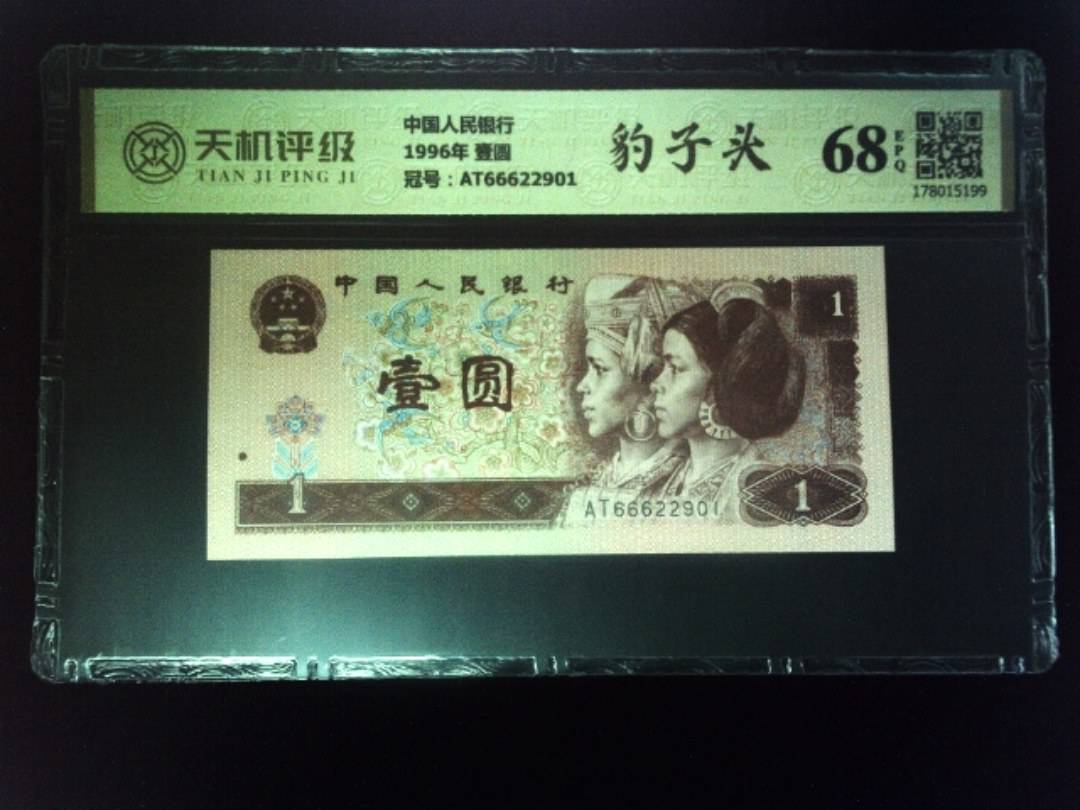 天机评级
TIAN JI PING JI
中国人民银行
1996年 壹圆
冠号：AT66622901
豹子头
68
EPQ
178015199
中国人民银行
1
壹圆
1
AT66622901
1